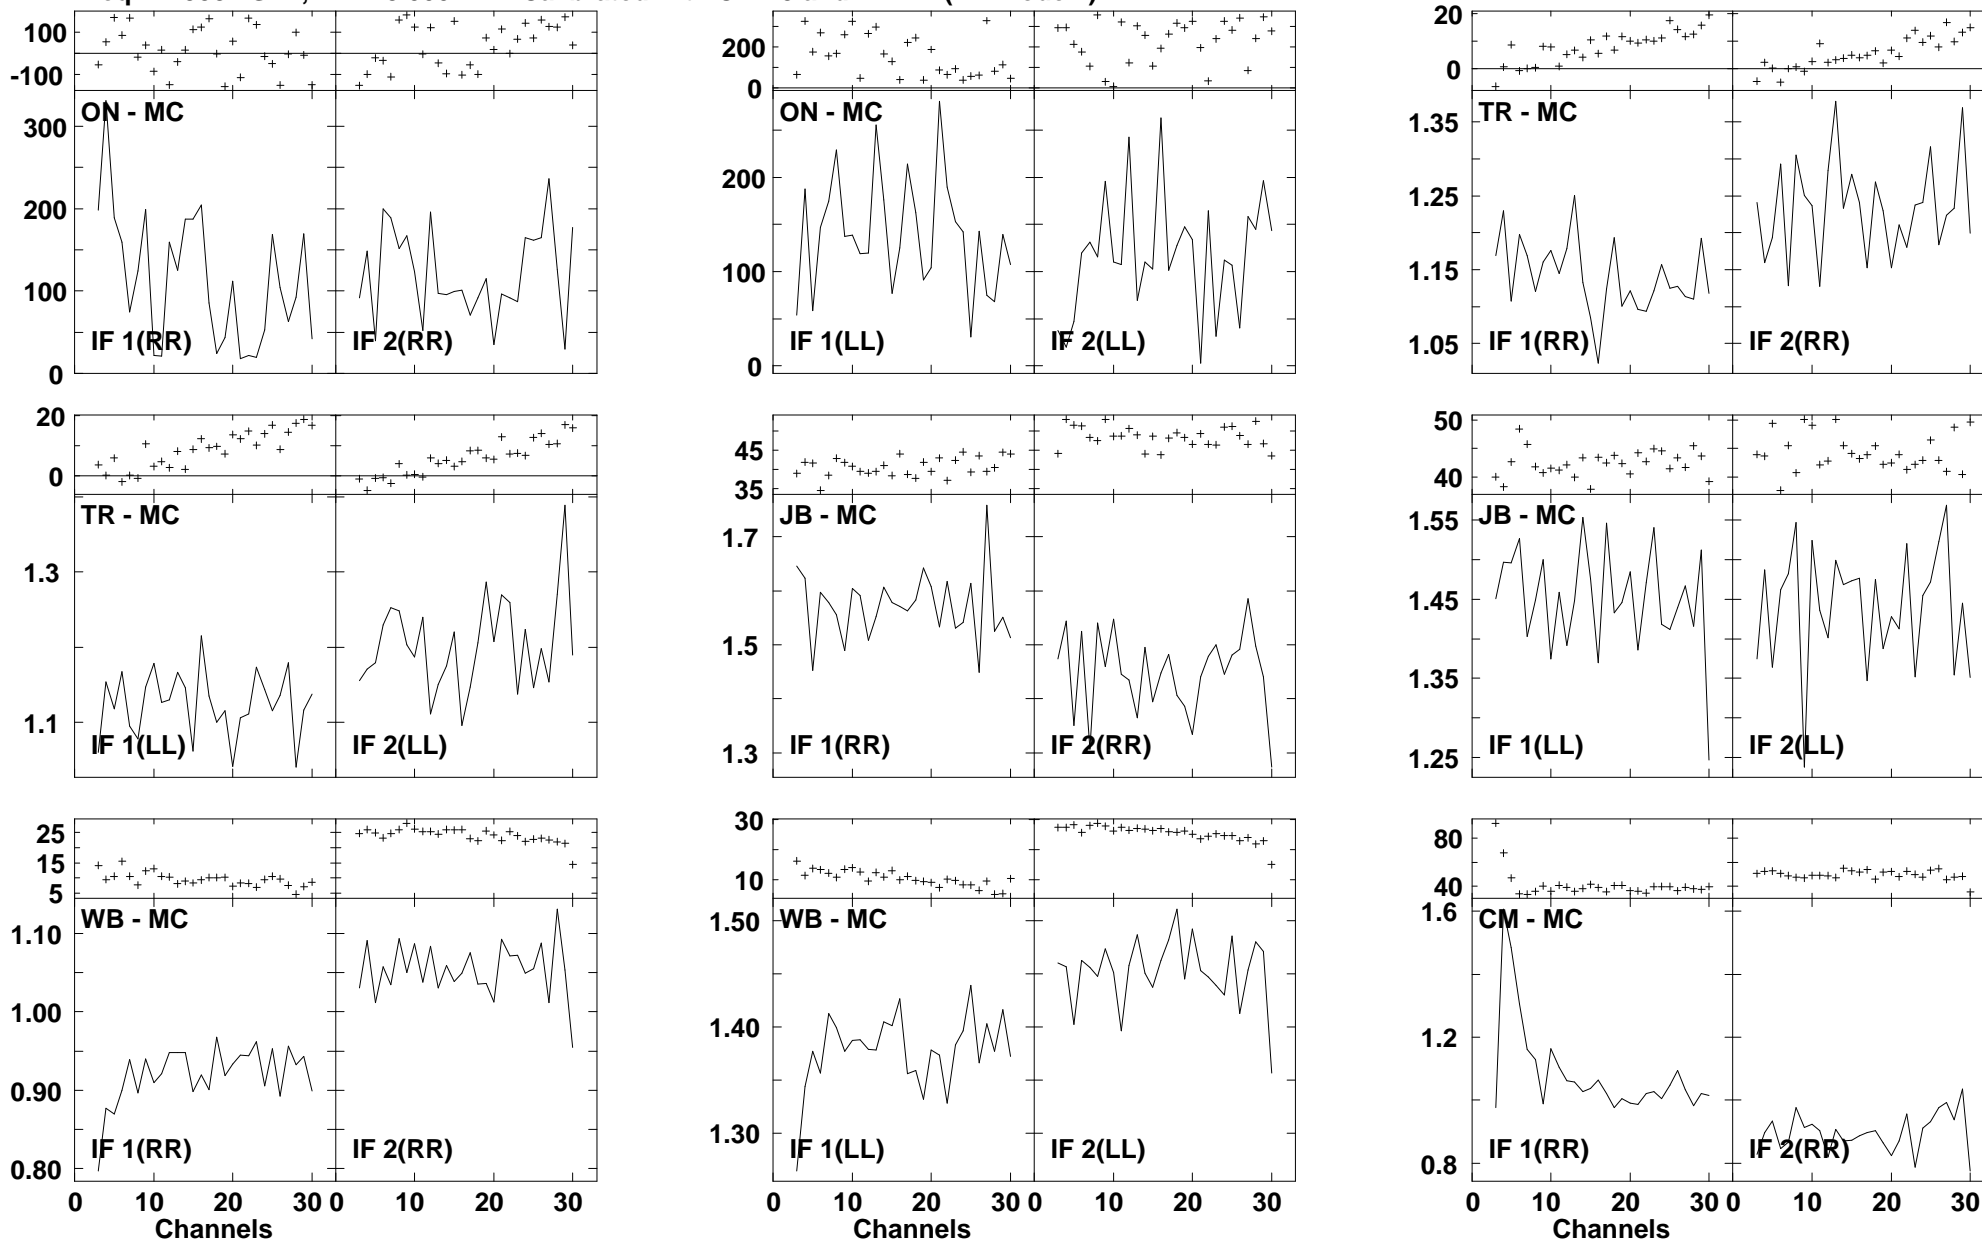 100
-100
ON - MC
300
200
100
0
IF 1(RR)
IF 2(RR)
200
0
ON - MC
200
100
0
IF 1(LL)
IF 2(LL)
20
0
TR - MC
1.35
1.25
1.15
1.05
IF 1(RR)
IF 2(RR)
20
0
TR - MC
1.3
1.1
IF 1(LL)
IF 2(LL)
45
35
JB - MC
1.7
1.5
1.3
IF 1(RR)
IF 2(RR)
50
40
JB - MC
1.55
1.45
1.35
1.25
IF 1(LL)
IF 2(LL)
25
15
5
WB - MC
1.10
1.00
0.90
0.80
IF 1(RR)
IF 2(RR)
0 10 20 30 0 10 20 30
Channels
30
10
WB - MC
1.50
1.40
1.30
IF 1(LL)
IF 2(LL)
0 10 20 30 0 10 20 30
Channels
80
40
CM - MC
1.6
1.2
0.8
IF 1(RR)
IF 2(RR)
0 10 20 30 0 10 20 30
Channels